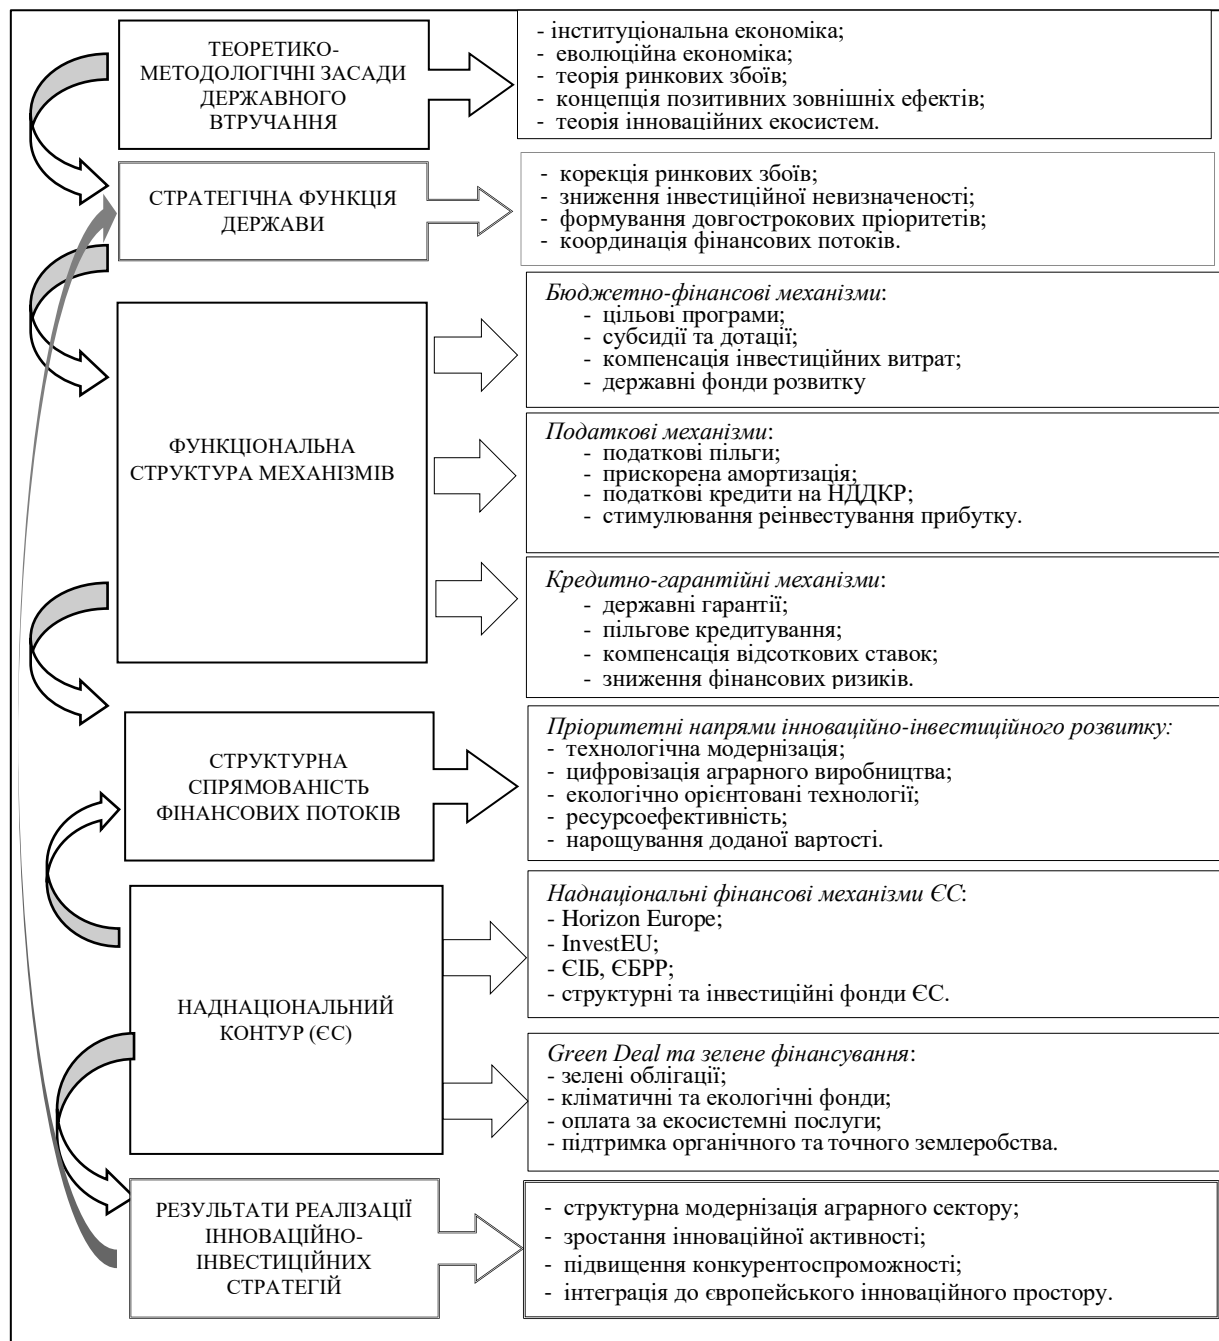 ТЕОРЕТИКО-
МЕТОДОЛОГІЧНІ ЗАСАДИ
ДЕРЖАВНОГО
ВТРУЧАННЯ
- інституціональна економіка;
- еволюційна економіка;
- теорія ринкових збоїв;
- концепція позитивних зовнішніх ефектів;
- теорія інноваційних екосистем.
СТРАТЕГІЧНА ФУНКЦІЯ
ДЕРЖАВИ
- корекція ринкових збоїв;
- зниження інвестиційної невизначеності;
- формування довгострокових пріоритетів;
- координація фінансових потоків.
ФУНКЦІОНАЛЬНА
СТРУКТУРА МЕХАНІЗМІВ
Бюджетно-фінансові механізми:
- цільові програми;
- субсидії та дотації;
- компенсація інвестиційних витрат;
- державні фонди розвитку
Податкові механізми:
- податкові пільги;
- прискорена амортизація;
- податкові кредити на НДДКР;
- стимулювання реінвестування прибутку.
Кредитно-гарантійні механізми:
- державні гарантії;
- пільгове кредитування;
- компенсація відсоткових ставок;
- зниження фінансових ризиків.
СТРУКТУРНА
СПРЯМОВАНІСТЬ
ФІНАНСОВИХ ПОТОКІВ
Пріоритетні напрями інноваційно-інвестиційного розвитку:
- технологічна модернізація;
- цифровізація аграрного виробництва;
- екологічно орієнтовані технології;
- ресурсоефективність;
- нарощування доданої вартості.
НАДНАЦІОНАЛЬНИЙ
КОНТУР (ЄС)
Наднаціональні фінансові механізми ЄС:
- Horizon Europe;
- InvestEU;
- ЄІБ, ЄБРР;
- структурні та інвестиційні фонди ЄС.
Green Deal та зелене фінансування:
- зелені облігації;
- кліматичні та екологічні фонди;
- оплата за екосистемні послуги;
- підтримка органічного та точного землеробства.
РЕЗУЛЬТАТИ РЕАЛІЗАЦІЇ
ІННОВАЦІЙНО-
ІНВЕСТИЦІЙНИХ
СТРАТЕГІЙ
- структурна модернізація аграрного сектору;
- зростання інноваційної активності;
- підвищення конкурентоспроможності;
- інтеграція до європейського інноваційного простору.